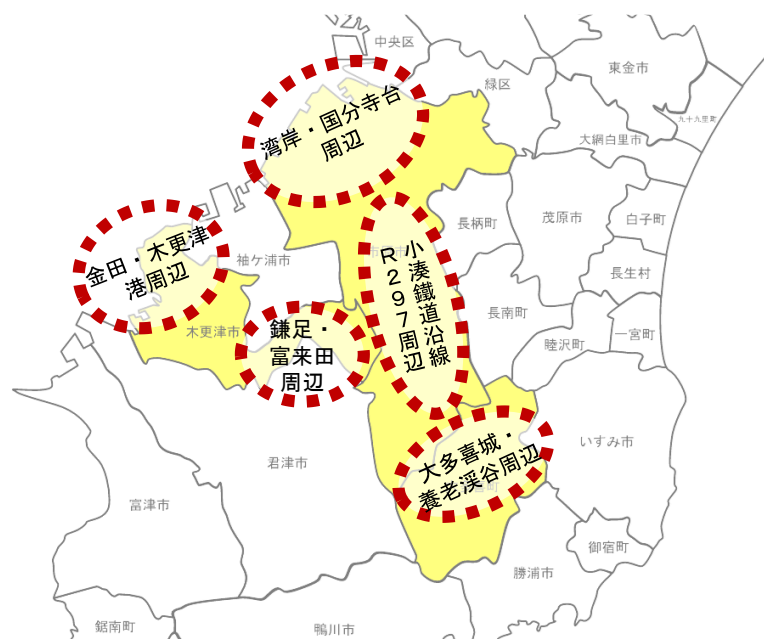 中央区
緑区
東金市
九十九里町
大網白里市
湾岸・国分寺台
周辺
長柄町
茂原市
白子町
金田・木更津
港周辺
袖ケ浦市
市原市
小湊鐵道沿線
R297周辺
長生村
長南町
木更津市
鎌足・
富来田
周辺
睦沢町
一宮町
大多喜城・
養老渓谷周辺
いすみ市
君津市
富津市
御宿町
勝浦市
鋸南町
鴨川市